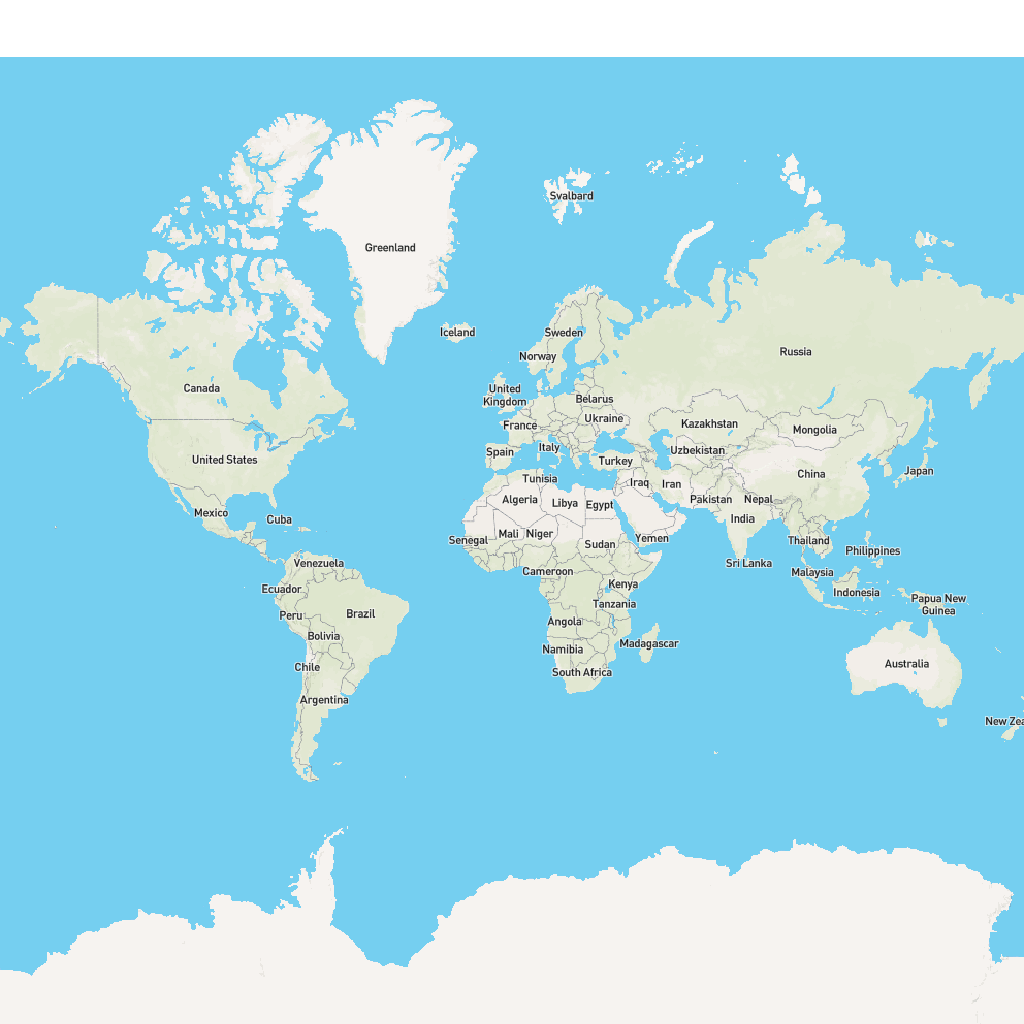 Svalbard
Greenland
Iceland
Sweden
Norway
Russia
Canada
United
Kingdom
Belarus
Ukraine
France
Kazakhstan
Mongolia
Italy
Spain
Uzbekistan
United States
Turkey
China
Japan
Tunisia
Iraq
Iran
Algeria
Libya
Egypt
Pakistan
Nepal
Mexico
Cuba
India
Senegal
Mali
Niger
Sudan
Yemen
Thailand
Philippines
Venezuela
Sri Lanka
Cameroon
Malaysia
Ecuador
Kenya
Indonesia
Papua New
Guinea
Tanzania
Peru
Brazil
Angola
Bolivia
Namibia
Madagascar
Chile
South Africa
Australia
Argentina
New Zea